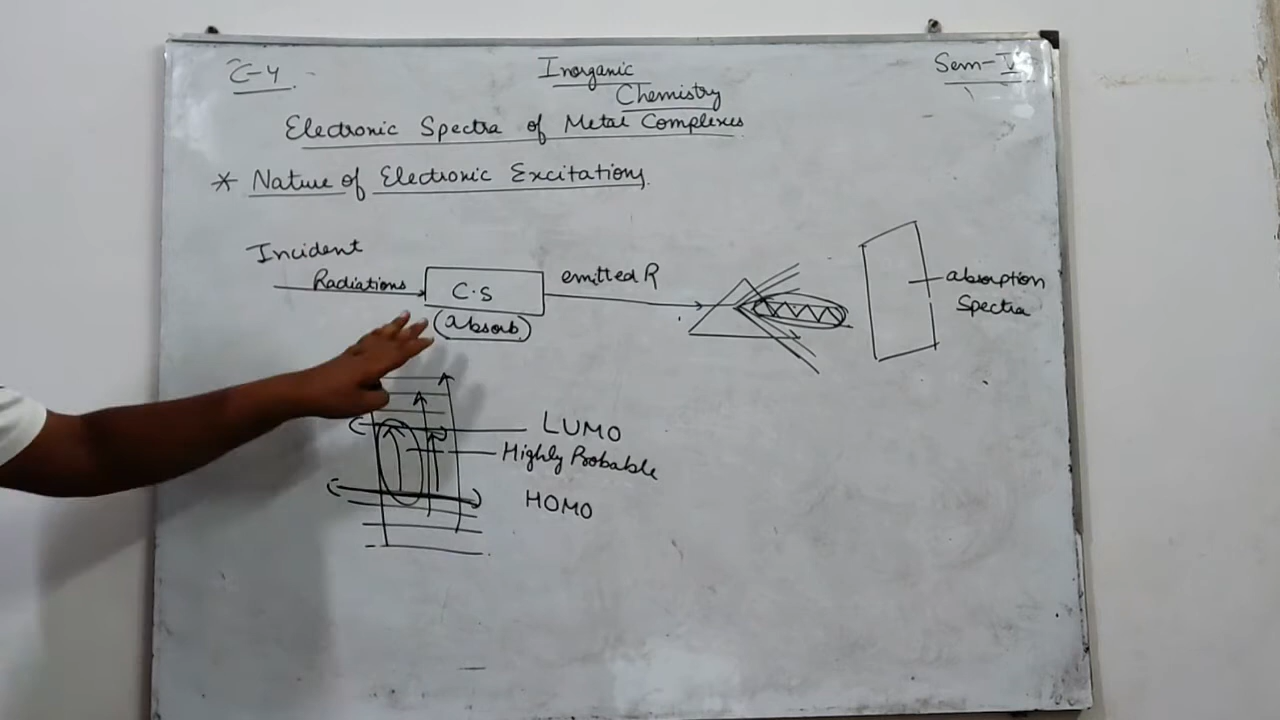 C-4
Inorganic
Chemistry
Sem-V
Electronic Spectra of Metal Complexes
* Nature of Electronic Excitations
Incident
Radiations
C.S
(absorb)
emitted R
absorption
Spectra
LUMO
Highly Probable
HOMO